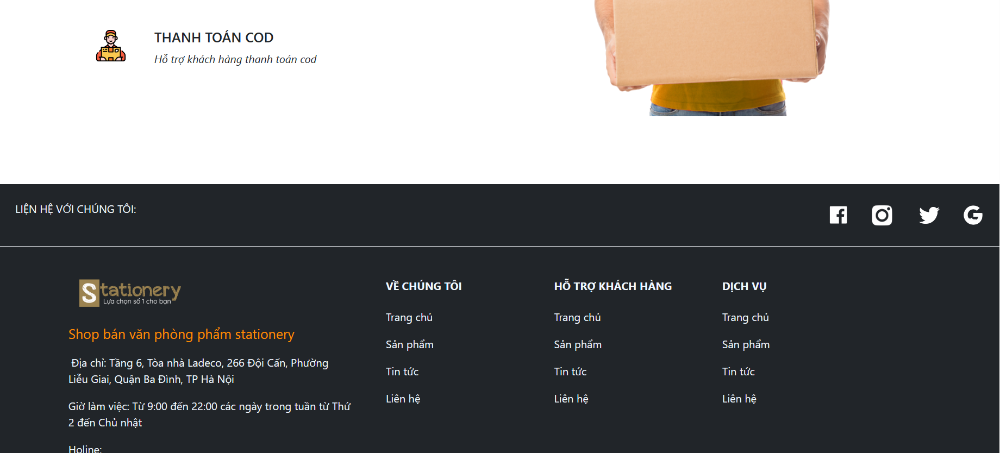 THANH TOÁN COD
Hỗ trợ khách hàng thanh toán cod
LIỆN HỆ VỚI CHÚNG TÔI:
Stationery
Lựa chọn số 1 cho bạn
Shop bán văn phòng phẩm stationery
Địa chỉ: Tầng 6, Tòa nhà Ladeco, 266 Đội Cấn, Phường
Liễu Giai, Quận Ba Đình, TP Hà Nội
Giờ làm việc: Từ 9:00 đến 22:00 các ngày trong tuần từ Thứ
2 đến Chủ nhật
Holine:
VỀ CHÚNG TÔI
Trang chủ
Sản phẩm
Tin tức
Liên hệ
HỖ TRỢ KHÁCH HÀNG
Trang chủ
Sản phẩm
Tin tức
Liên hệ
DỊCH VỤ
Trang chủ
Sản phẩm
Tin tức
Liên hệ